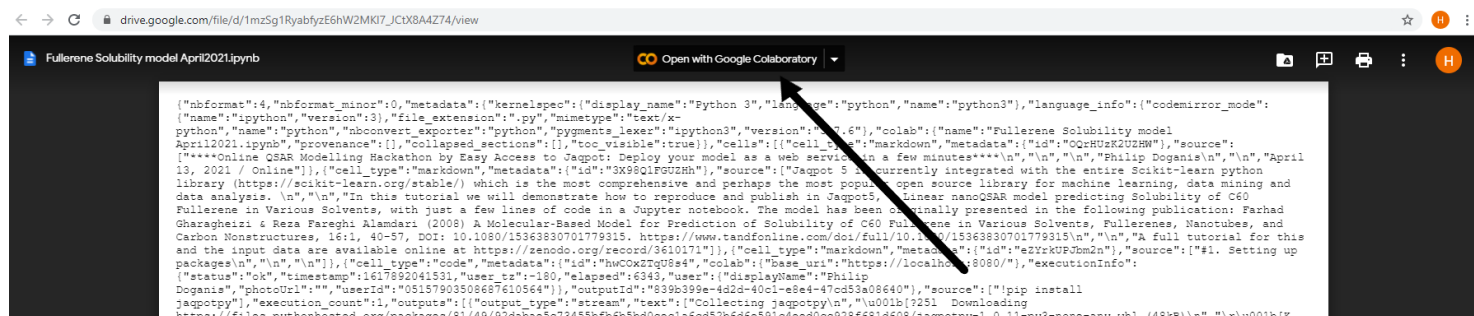 drive.google.com/file/d/1mzSg1RyabfyzE6hW2MKl7_JCtX8A4Z74/view
H
Fullerene Solubility model April2021.ipynb
Open with Google Colaboratory
H
{"nbformat":4,"nbformat_minor":0,"metadata":{"kernelspec":{"display_name":"Python 3","language":"python","name":"python3"},"language_info":{"codemirror_mode":
{"name":"ipython","version":3},"file_extension":".py","mimetype":"text/x-
python","name":"python","nbconvert_exporter":"python","pygments_lexer":"ipython3","version":"3.7.6"},"colab":{"name":"Fullerene Solubility model
April2021.ipynb","provenance":[],"collapsed_sections":[],"toc_visible":true}},"cells":[{"cell_type":"markdown","metadata":{"id":"OQrHUzK2UZHW"},"source":
["****Online QSAR Modelling Hackathon by Easy Access to Jaqpot: Deploy your model as a web service in a few minutes****\n","\n","\n","Philip Doganis\n","\n","April
13, 2021 / Online"]},{"cell_type":"markdown","metadata":{"id":"3X98QlFGUZHh"},"source":["Jaqpot 5 is currently integrated with the entire Scikit-learn python
library (https://scikit-learn.org/stable/) which is the most comprehensive and perhaps the most popular open source library for machine learning, data mining and
data analysis. \n","\n","In this tutorial we will demonstrate how to reproduce and publish in Jaqpot5, a Linear nanoQSAR model predicting Solubility of C60
Fullerene in Various Solvents, with just a few lines of code in a Jupyter notebook. The model has been originally presented in the following publication: Farhad
Gharagheizi & Reza Fareghi Alamdari (2008) A Molecular-Based Model for Prediction of Solubility of C60 Fullerene in Various Solvents, Fullerenes, Nanotubes, and
Carbon Nonstructures, 16:1, 40-57, DOI: 10.1080/15363830701779315. https://www.tandfonline.com/doi/full/10.1080/15363830701779315\n","\n","A full tutorial for this
and the input data are available online at https://zenodo.org/record/3610171"]},{"cell_type":"markdown","metadata":{"id":"eZYrkUPJbm2n"},"source":["#1. Setting up
packages\n","\n","\n"]},{"cell_type":"code","metadata":{"id":"hwCOxZTqU8s4","colab":{"base_uri":"https://localhost:8080/"},"executionInfo":
{"status":"ok","timestamp":1617892041531,"user_tz":-180,"elapsed":6343,"user":{"displayName":"Philip
Doganis","photoUrl":"","userId":"05157903508687610564"}},"outputId":"839b399e-4d2d-40c1-e8e4-47cd53a08640"},"source":["!pip install
jaqpotpy"],"execution_count":1,"outputs":[{"output_type":"stream","text":["Collecting jaqpotpy\n","\u001b[?25l Downloading